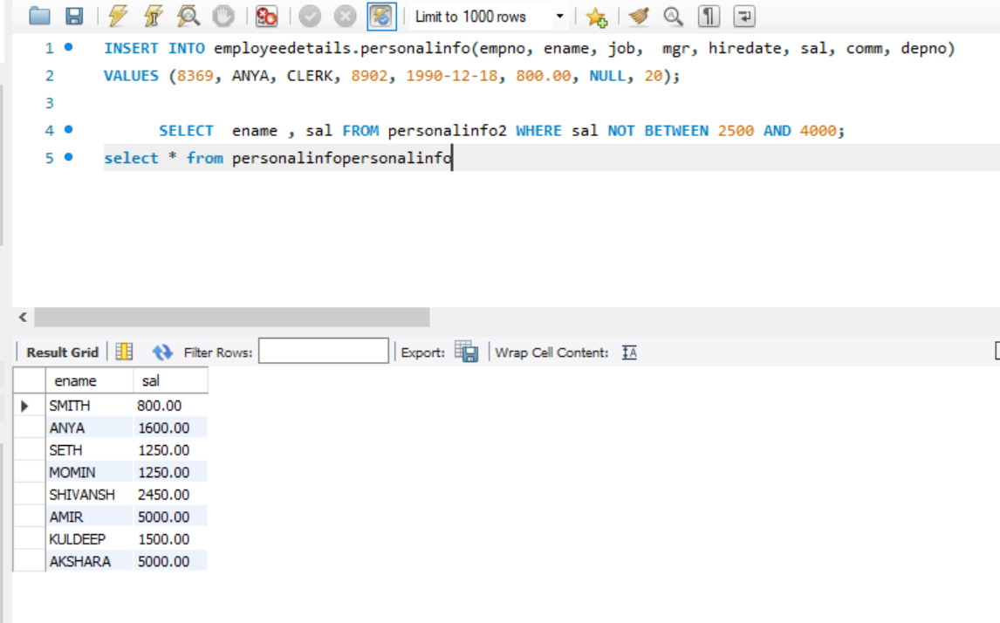 Limit to 1000 rows
1 INSERT INTO employeedetails.personalinfo(empno, ename, job, mgr, hiredate, sal, comm, depno)
2 VALUES (8369, ANYA, CLERK, 8902, 1990-12-18, 800.00, NULL, 20);
3
4 SELECT ename , sal FROM personalinfo2 WHERE sal NOT BETWEEN 2500 AND 4000;
5 select * from personalinfopersonalinfo
Result Grid Filter Rows: Export: Wrap Cell Content: IA
ename sal
SMITH 800.00
ANYA 1600.00
SETH 1250.00
MOMIN 1250.00
SHIVANSH 2450.00
AMIR 5000.00
KULDEEP 1500.00
AKSHARA 5000.00